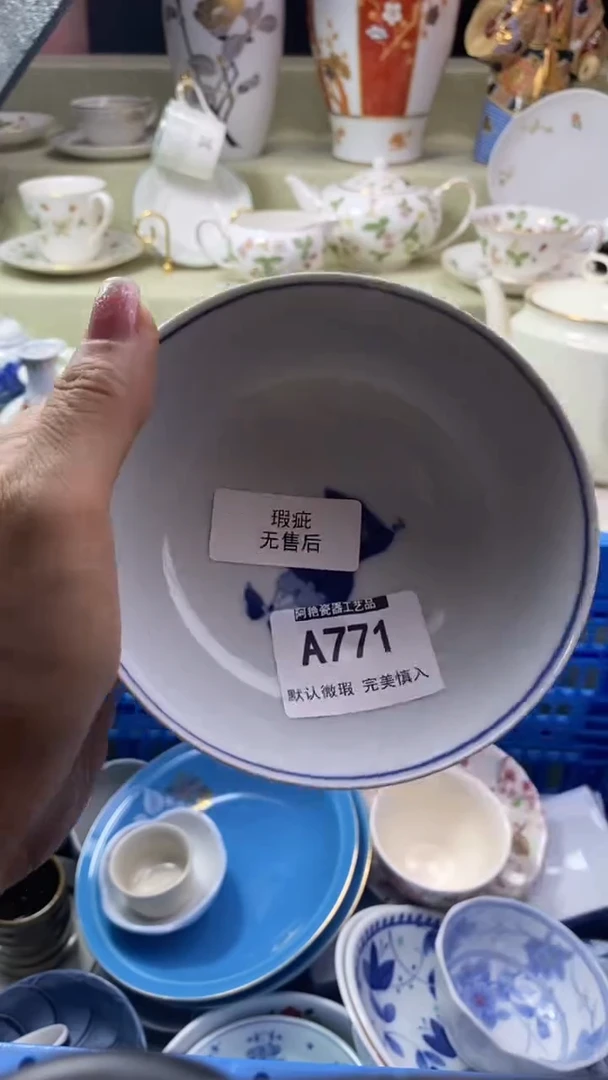 瑕疵
无售后
阿艳瓷器工艺品
A771
默认微瑕 完美慎入